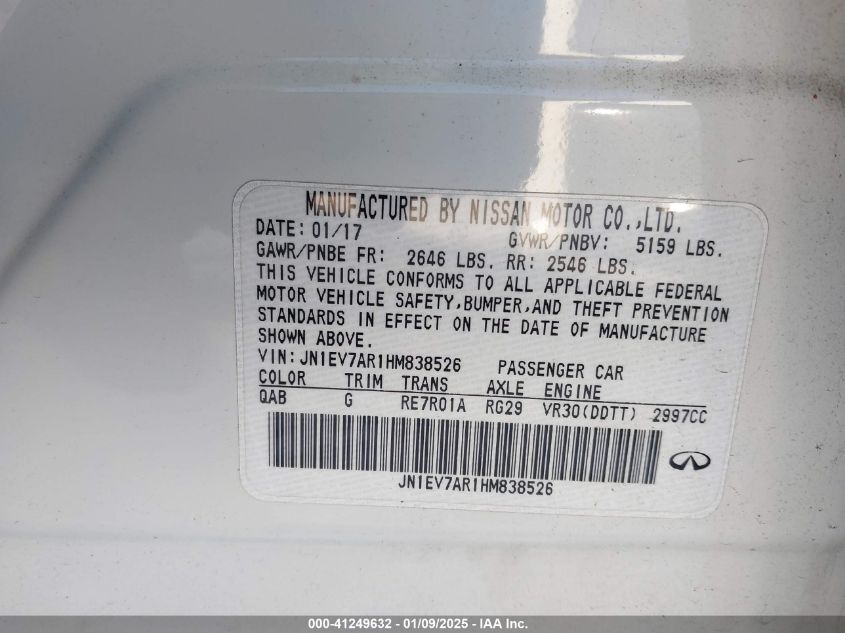 MANUFACTURED BY NISSAN MOTOR CO.,LTD.
DATE: 01/17 GVWR/PNBV: 5159 LBS.
GAWR/PNBE FR: 2646 LBS. RR: 2546 LBS.
THIS VEHICLE CONFORMS TO ALL APPLICABLE FEDERAL
MOTOR VEHICLE SAFETY,BUMPER,AND THEFT PREVENTION
STANDARDS IN EFFECT ON THE DATE OF MANUFACTURE
SHOWN ABOVE.
VIN:JN1EV7AR1HM838526 PASSENGER CAR
COLOR TRIM TRANS AXLE ENGINE
QAB G RE7R01A RG29 VR30(DDTT) 2997CC
JN1EV7AR1HM838526
000-41249632 - 01/09/2025 - IAA Inc.